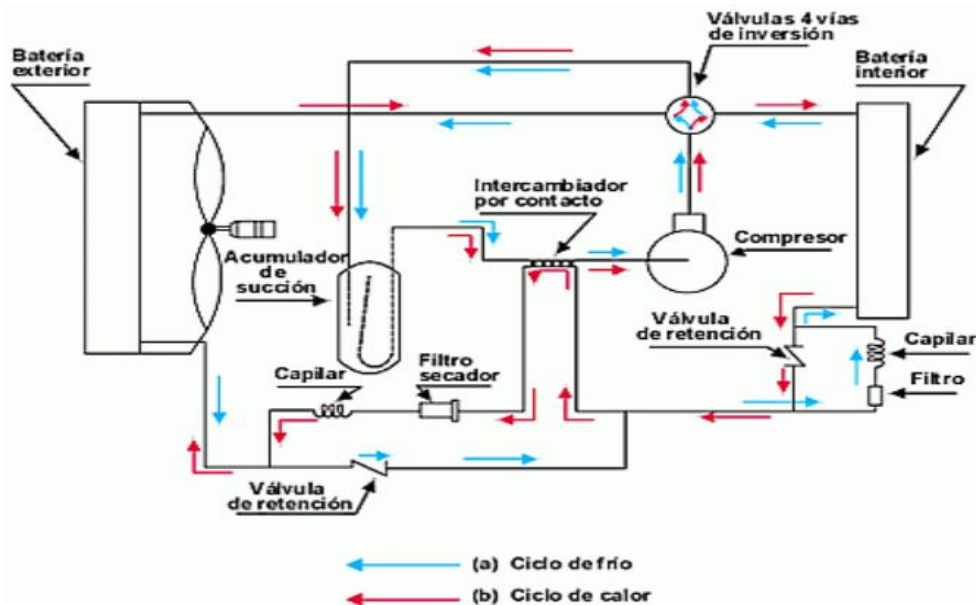 Válvulas 4 vías
de inversión
Batería
exterior
Batería
interior
Intercambiador
por contacto
Compresor
Acumulador
de
succión
Válvula
de retención
Capilar
Filtro
secador
Capilar
Filtro
Válvula
de retención
(a) Ciclo de frío
(b) Ciclo de calor